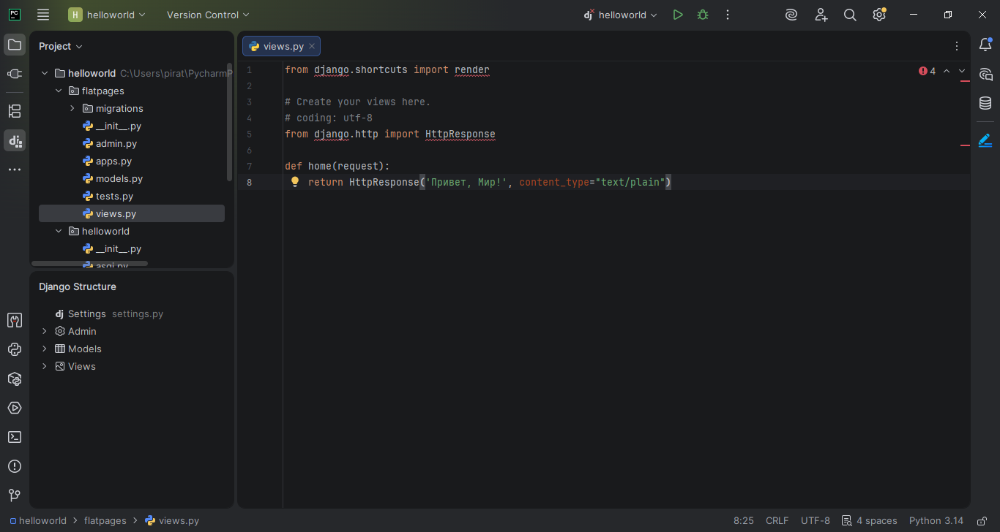 PC
H helloworld
Version Control
dj helloworld
Project
views.py
helloworld C:\Users\pirat\PycharmP
flatpages
migrations
__init__.py
admin.py
apps.py
models.py
tests.py
views.py
helloworld
__init__.py
asgi.py
1 from django.shortcuts import render
4
2
3 # Create your views here.
4 # coding: utf-8
5 from django.http import HttpResponse
6
7 def home(request):
8 return HttpResponse('Привет, Мир!', content_type="text/plain")
Django Structure
dj Settings settings.py
Admin
Models
Views
helloworld > flatpages > views.py
8:25 CRLF UTF-8 4 spaces Python 3.14